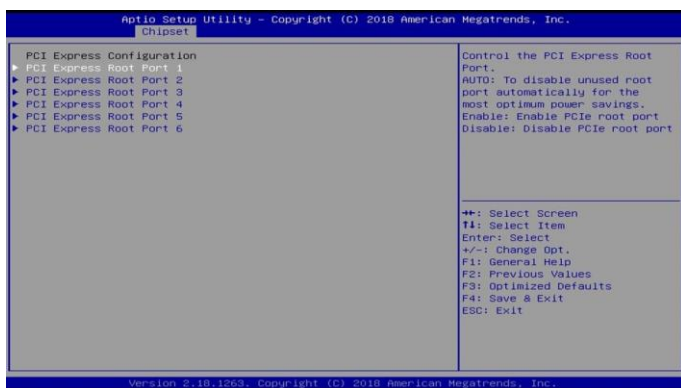 Aptio Setup Utility – Copyright (C) 2018 American Megatrends, Inc.
Chipset
PCI Express Configuration
▶ PCI Express Root Port 1
▶ PCI Express Root Port 2
▶ PCI Express Root Port 3
▶ PCI Express Root Port 4
▶ PCI Express Root Port 5
▶ PCI Express Root Port 6
Control the PCI Express Root
Port.
AUTO: To disable unused root
port automatically for the
most optimum power savings.
Enable: Enable PCIe root port
Disable: Disable PCIe root port
→←: Select Screen
↑↓: Select Item
Enter: Select
+/-: Change Opt.
F1: General Help
F2: Previous Values
F3: Optimized Defaults
F4: Save & Exit
ESC: Exit
Version 2.18.1263. Copyright (C) 2018 American Megatrends, Inc.